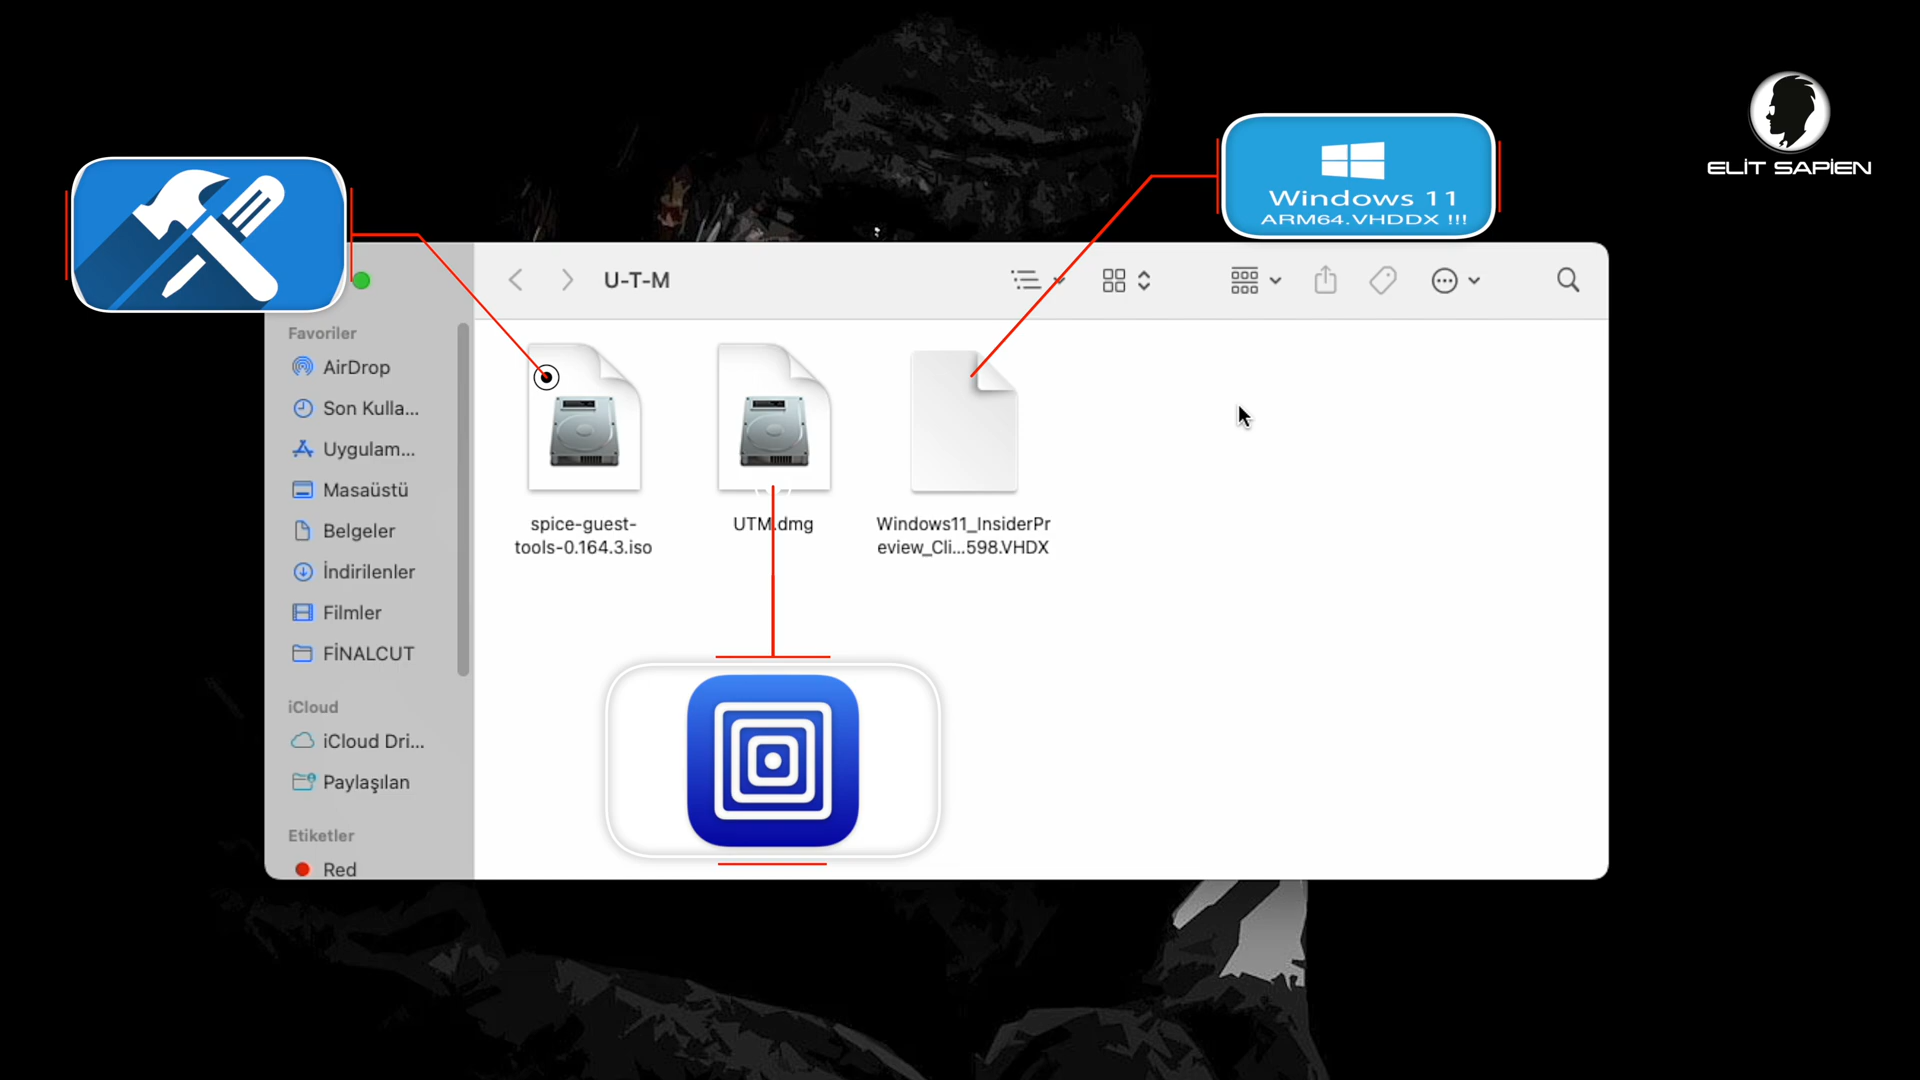 ELİT SAPİEN
Windows 11
ARM64.VHDDX !!!
U-T-M
Favoriler
AirDrop
Son Kulla...
Uygulam...
Masaüstü
Belgeler
İndirilenler
Filmler
FİNALCUT
iCloud
iCloud Dri...
Paylaşılan
Etiketler
Red
spice-guest-
tools-0.164.3.iso
UTM.dmg
Windows11_InsiderPr
eview_Cli...598.VHDX